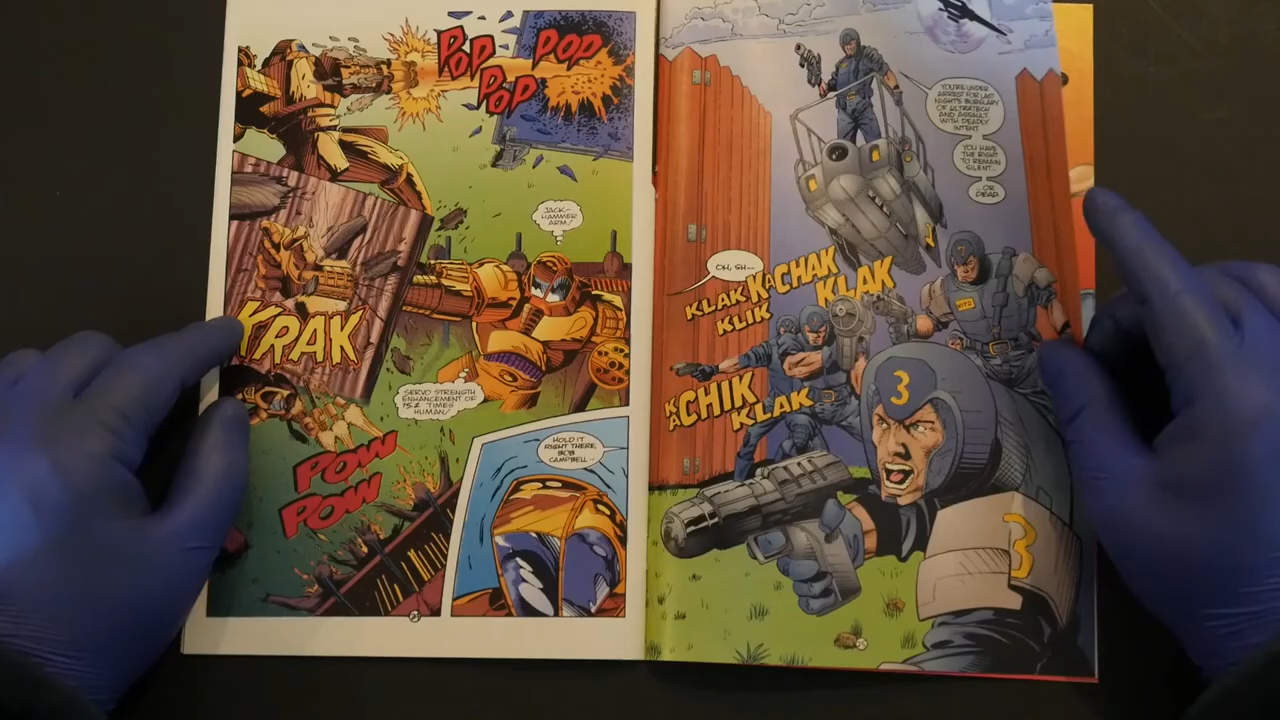 POP
POP
POP
JACK-
HAMMER
ARM!
KRAK
SERVO STRENGTH
ENHANCEMENT OF
15.2 TIMES
HUMAN!
POW
POW
HOLD IT
RIGHT THERE,
BOB
CAMPBELL--
YOU'RE UNDER
ARREST FOR LAST
NIGHT'S BURGLARY
OF ULTRATECH
AND ASSAULT
WITH DEADLY
INTENT.
YOU HAVE
THE RIGHT
TO REMAIN
SILENT...
...OR
DEAD.
OH, SH--
KLAK
KACHAK
KLAK
KLIK
KACHIK
KLAK
3
3